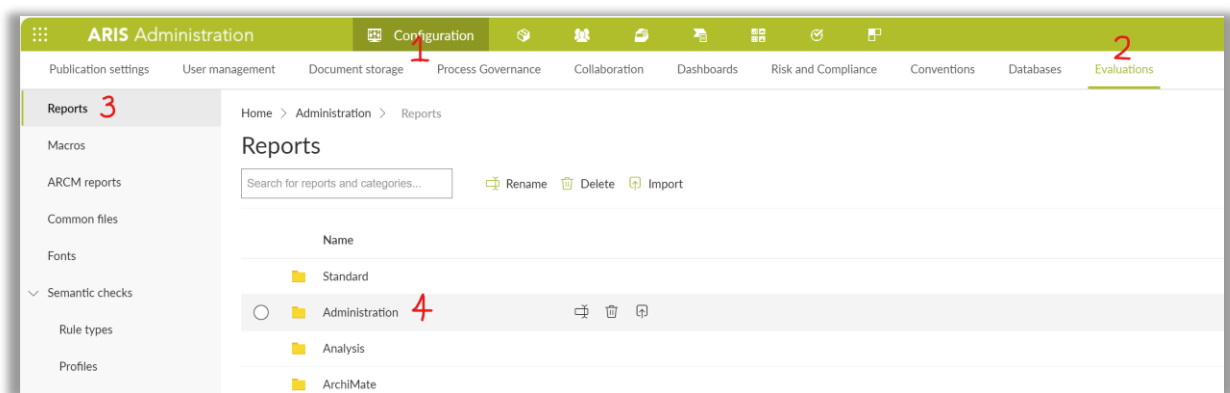 ARIS Administration Configuration
1 2
Publication settings User management Document storage Process Governance Collaboration Dashboards Risk and Compliance Conventions Databases Evaluations
Reports 3
Home > Administration > Reports
Macros
Reports
ARCM reports
Search for reports and categories... Rename Delete Import
Common files
Name
Fonts
Standard
Semantic checks
Administration 4
Rule types
Analysis
Profiles
ArchiMate